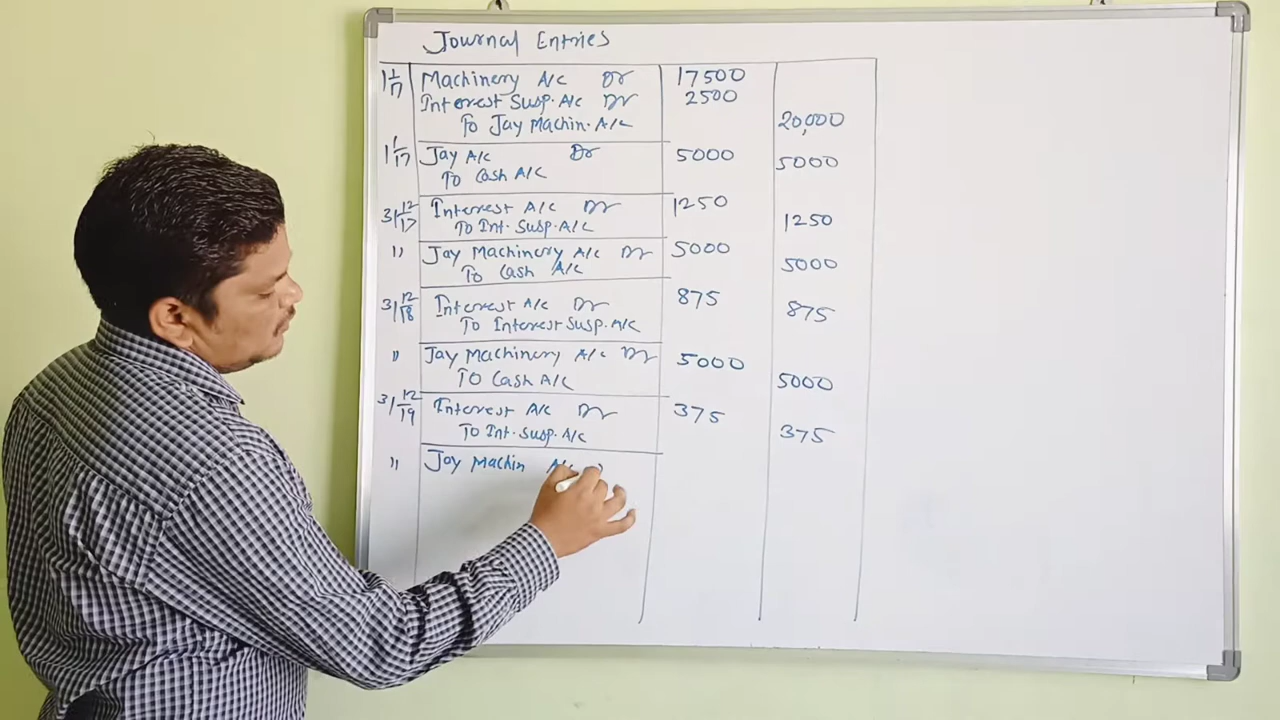 Journal Entries
1/1/17 Machinery A/c Dr 17500
Interest Susp. A/c Dr 2500
To Jay Machin. A/c 20,000
1/1/17 Jay A/c Dr 5000
To Cash A/c 5000
31/12/17 Interest A/c Dr 1250
To Int. Susp. A/c 1250
" Jay Machinery A/c Dr 5000
To Cash A/c 5000
31/12/18 Interest A/c Dr 875
To Interest Susp. A/c 875
" Jay Machinery A/c Dr 5000
To Cash A/c 5000
31/12/19 Interest A/c Dr 375
To Int. Susp. A/c 375
" Jay Machin A/c